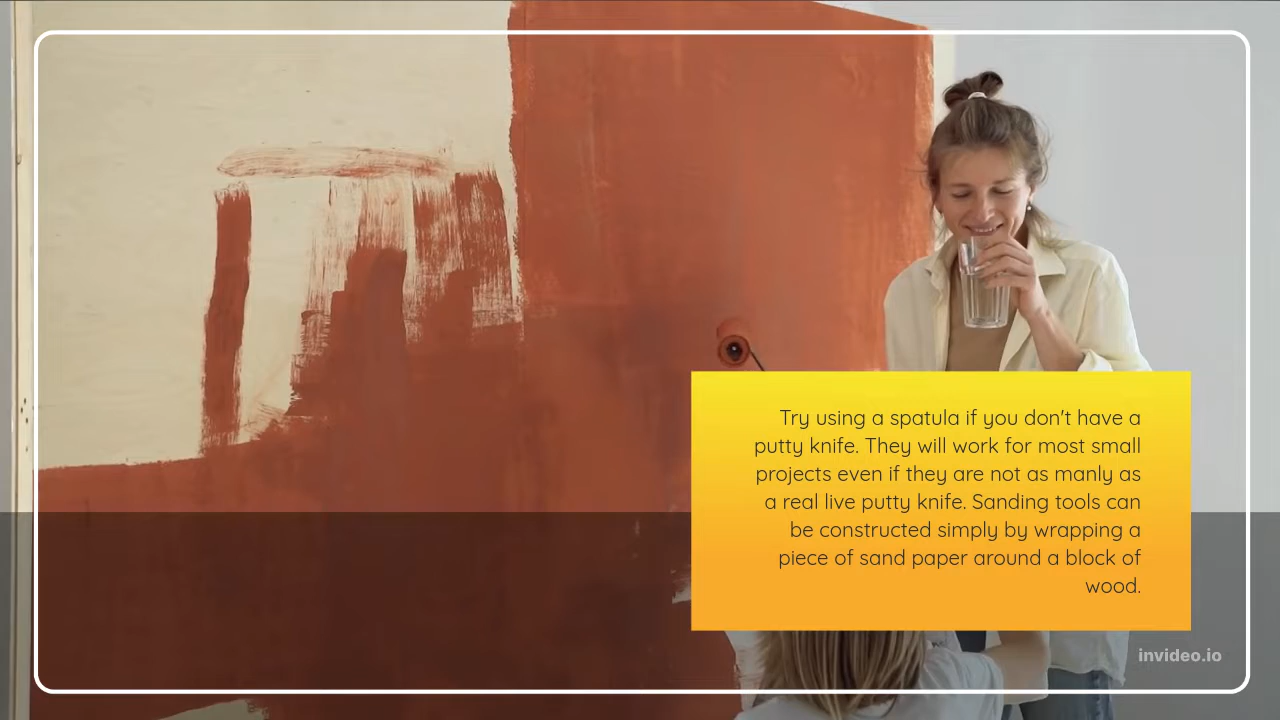 Try using a spatula if you don't have a
putty knife. They will work for most small
projects even if they are not as manly as
a real live putty knife. Sanding tools can
be constructed simply by wrapping a
piece of sand paper around a block of
wood.
invideo.io